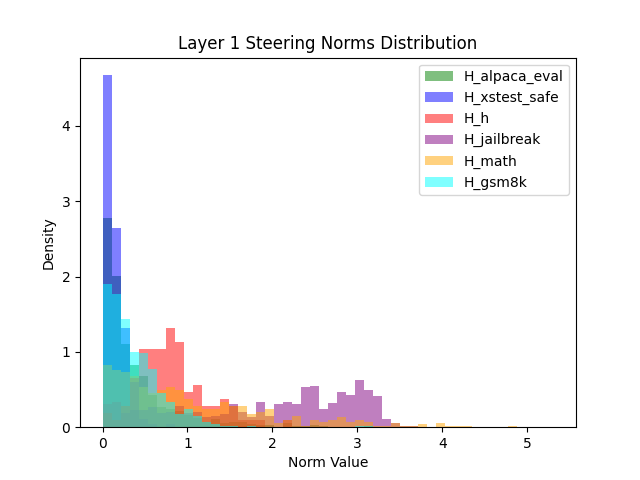 Layer 1 Steering Norms Distribution
H_alpaca_eval
H_xstest_safe
H_h
H_jailbreak
H_math
H_gsm8k
Density
4
3
2
1
0
0 1 2 3 4 5
Norm Value